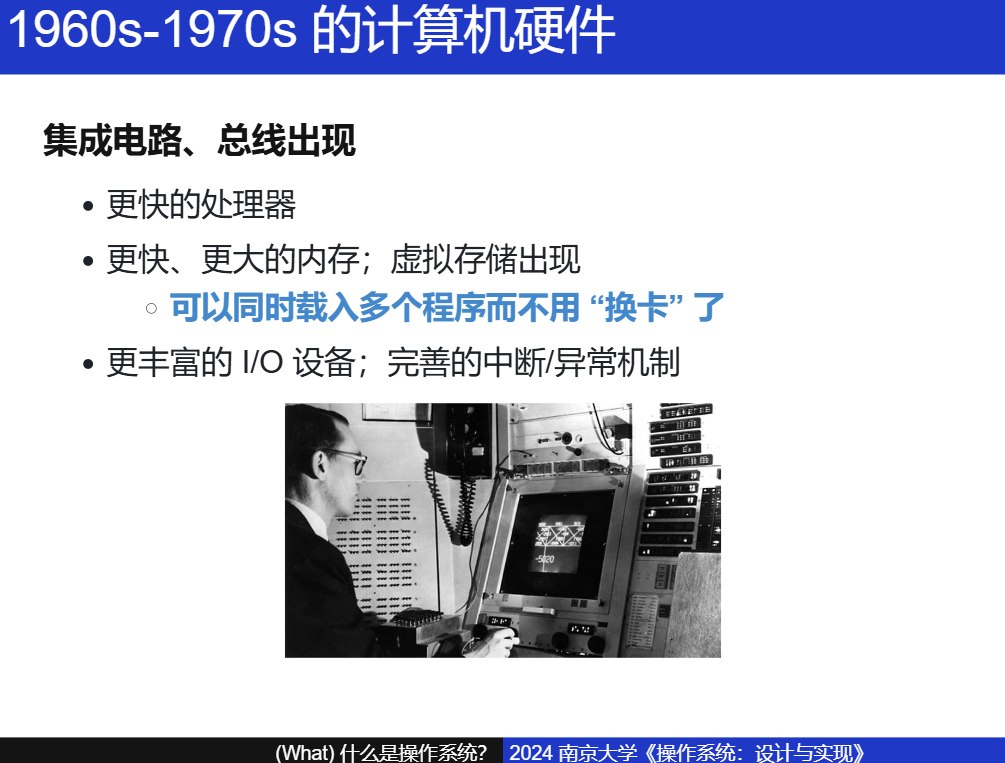 1960s-1970s 的计算机硬件
集成电路、总线出现
更快的处理器
更快、更大的内存；虚拟存储出现
可以同时载入多个程序而不用 “换卡” 了
更丰富的 I/O 设备；完善的中断/异常机制
-5020
(What) 什么是操作系统？
2024 南京大学《操作系统：设计与实现》